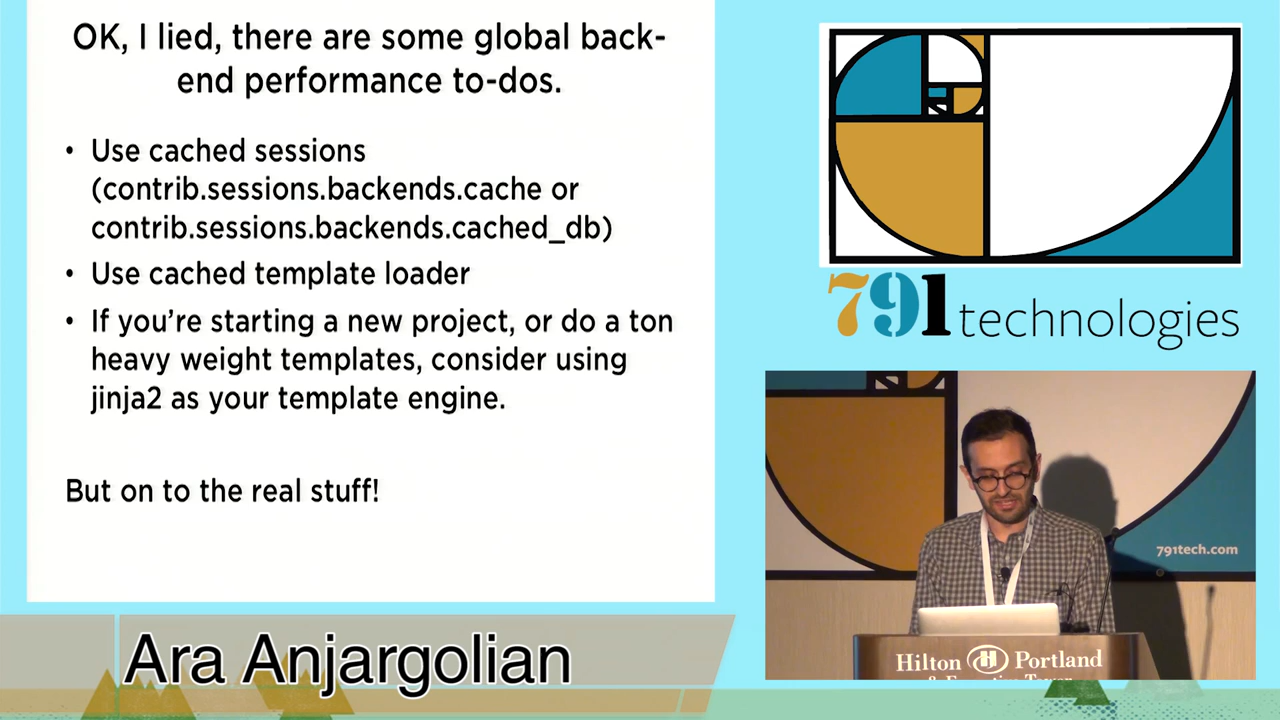 OK, I lied, there are some global back-
end performance to-dos.
• Use cached sessions
(contrib.sessions.backends.cache or
contrib.sessions.backends.cached_db)
• Use cached template loader
• If you're starting a new project, or do a ton
heavy weight templates, consider using
jinja2 as your template engine.
But on to the real stuff!
791 technologies
791tech.com
Hilton Portland
& Executive Tower
Ara Anjargolian